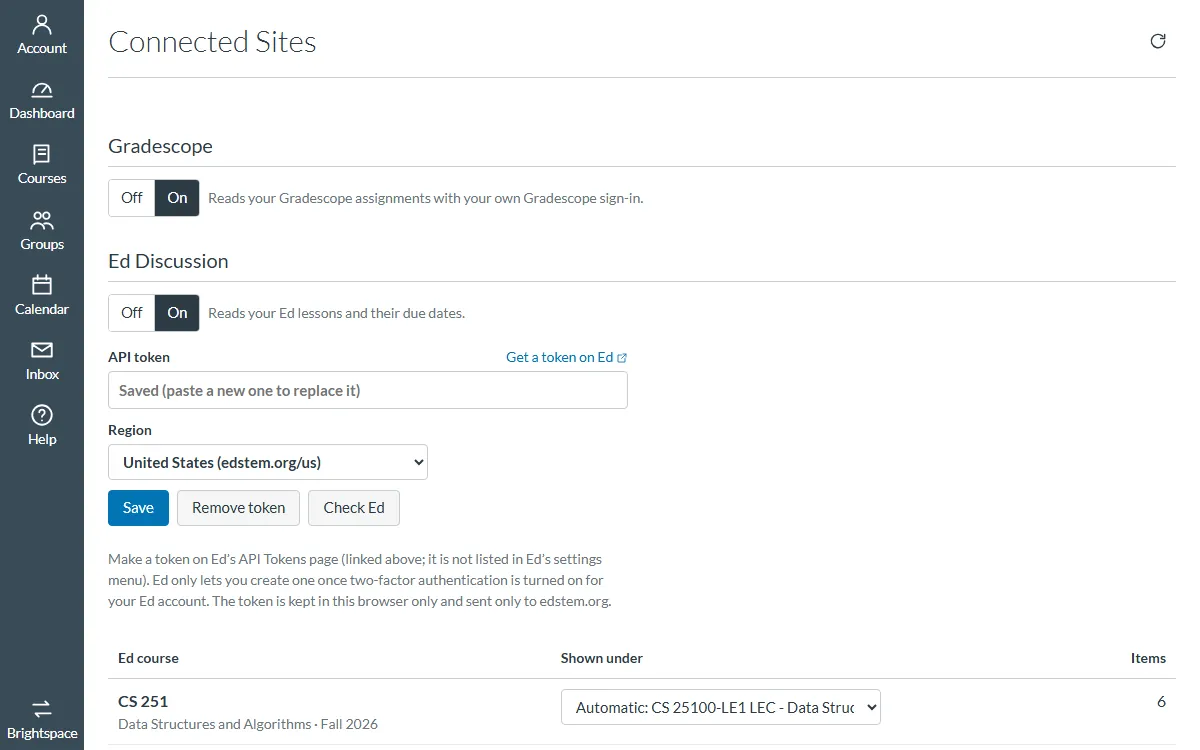 Account
Dashboard
Courses
Groups
Calendar
Inbox
Help
Brightspace
Connected Sites
Gradescope
Off On Reads your Gradescope assignments with your own Gradescope sign-in.
Ed Discussion
Off On Reads your Ed lessons and their due dates.
API token Get a token on Ed
Saved (paste a new one to replace it)
Region
United States (edstem.org/us)
Save Remove token Check Ed
Make a token on Ed’s API Tokens page (linked above; it is not listed in Ed’s settings
menu). Ed only lets you create one once two-factor authentication is turned on for
your Ed account. The token is kept in this browser only and sent only to edstem.org.
Ed course Shown under Items
CS 251 Automatic: CS 25100-LE1 LEC - Data Struc 6
Data Structures and Algorithms · Fall 2026